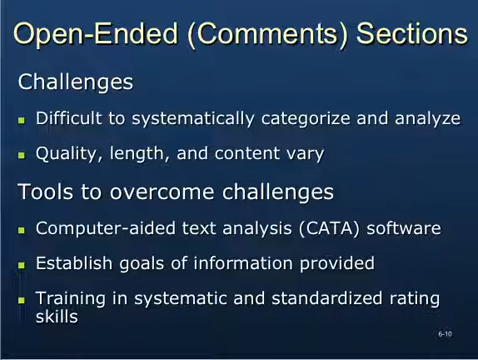 Open-Ended (Comments) Sections
Challenges
Difficult to systematically categorize and analyze
Quality, length, and content vary
Tools to overcome challenges
Computer-aided text analysis (CATA) software
Establish goals of information provided
Training in systematic and standardized rating
skills
6-10